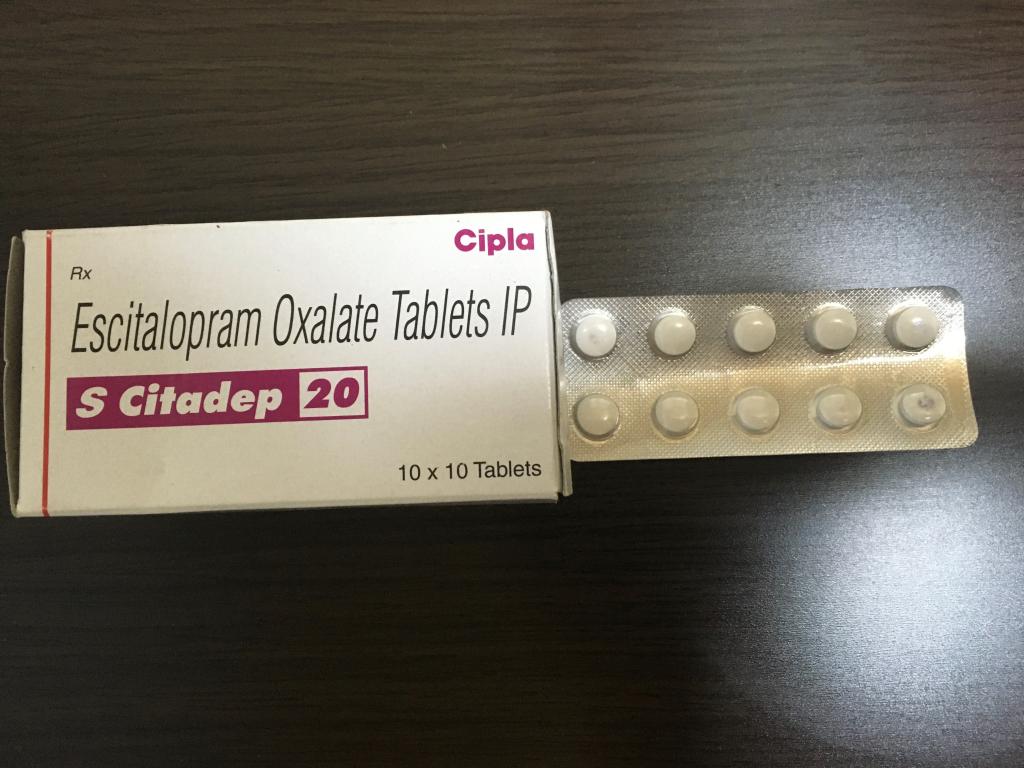 Cipla
Rx
Escitalopram Oxalate Tablets IP
S Citadep 20
10 x 10 Tablets